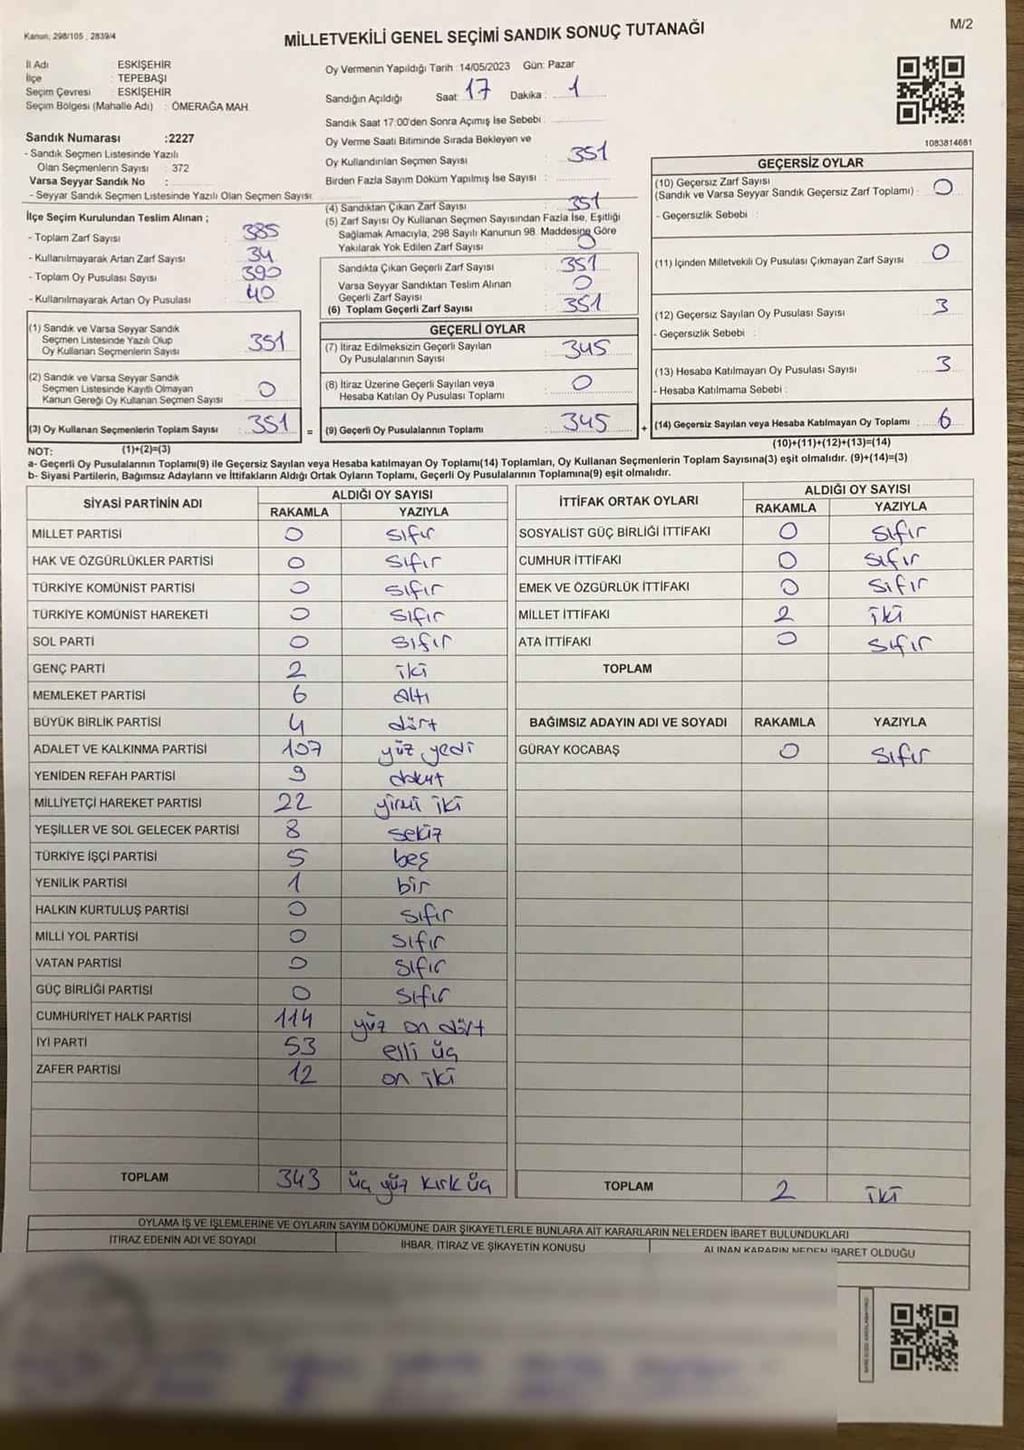 Kanun, 298/105 ; 2839/4
MİLLETVEKİLİ GENEL SEÇİMİ SANDIK SONUÇ TUTANAĞI
M/2
İl Adı : ESKİŞEHİR
İlçe : TEPEBAŞI
Seçim Çevresi : ESKİŞEHİR
Seçim Bölgesi (Mahalle Adı) : ÖMERAĞA MAH.
Sandık Numarası :2227
- Sandık Seçmen Listesinde Yazılı
Olan Seçmenlerin Sayısı : 372
Varsa Seyyar Sandık No :
- Seyyar Sandık Seçmen Listesinde Yazılı Olan Seçmen Sayısı:
Oy Vermenin Yapıldığı Tarih :14/05/2023 Gün: Pazar
Sandığın Açıldığı Saat: 17 Dakika : 1
Sandık Saat 17:00'den Sonra Açımış İse Sebebi :
Oy Verme Saati Bitiminde Sırada Bekleyen ve
Oy Kullandırılan Seçmen Sayısı : 351
Birden Fazla Sayım Döküm Yapılmış İse Sayısı :
1083814681
İlçe Seçim Kurulundan Teslim Alınan ;
- Toplam Zarf Sayısı : 385
- Kullanılmayarak Artan Zarf Sayısı : 34
- Toplam Oy Pusulası Sayısı : 390
- Kullanılmayarak Artan Oy Pusulası : 40
(1) Sandık ve Varsa Seyyar Sandık
Seçmen Listesinde Yazılı Olup
Oy Kullanan Seçmenlerin Sayısı 351
(2) Sandık ve Varsa Seyyar Sandık
Seçmen Listesinde Kayıtlı Olmayan
Kanun Gereği Oy Kullanan Seçmen Sayısı 0
(3) Oy Kullanan Seçmenlerin Toplam Sayısı 351 =
(1)+(2)=(3)
(4) Sandıktan Çıkan Zarf Sayısı : 351
(5) Zarf Sayısı Oy Kullanan Seçmen Sayısından Fazla İse, Eşitliği
Sağlamak Amacıyla, 298 Sayılı Kanunun 98. Maddesine Göre
Yakılarak Yok Edilen Zarf Sayısı : 0
Sandıkta Çıkan Geçerli Zarf Sayısı : 351
Varsa Seyyar Sandıktan Teslim Alınan
Geçerli Zarf Sayısı : 0
(6) Toplam Geçerli Zarf Sayısı : 351
GEÇERLİ OYLAR
(7) İtiraz Edilmeksizin Geçerli Sayılan
Oy Pusulalarının Sayısı : 345
(8) İtiraz Üzerine Geçerli Sayılan veya
Hesaba Katılan Oy Pusulası Toplamı : 0
(9) Geçerli Oy Pusulalarının Toplamı : 345 +
GEÇERSİZ OYLAR
(10) Geçersiz Zarf Sayısı
(Sandık ve Varsa Seyyar Sandık Geçersiz Zarf Toplamı) : 0
- Geçersizlik Sebebi :
(11) İçinden Milletvekili Oy Pusulası Çıkmayan Zarf Sayısı : 0
(12) Geçersiz Sayılan Oy Pusulası Sayısı : 3
- Geçersizlik Sebebi :
(13) Hesaba Katılmayan Oy Pusulası Sayısı : 3
- Hesaba Katılmama Sebebi :
(14) Geçersiz Sayılan veya Hesaba Katılmayan Oy Toplamı : 6
(10)+(11)+(12)+(13)=(14)
NOT:
a- Geçerli Oy Pusulalarının Toplamı(9) ile Geçersiz Sayılan veya Hesaba katılmayan Oy Toplamı(14) Toplamları, Oy Kullanan Seçmenlerin Toplam Sayısına(3) eşit olmalıdır. (9)+(14)=(3)
b- Siyasi Partilerin, Bağımsız Adayların ve İttifakların Aldığı Ortak Oyların Toplamı, Geçerli Oy Pusulalarının Toplamına(9) eşit olmalıdır.
SİYASİ PARTİNİN ADI ALDIĞI OY SAYISI
RAKAMLA YAZIYLA
MİLLET PARTİSİ 0 sıfır
HAK VE ÖZGÜRLÜKLER PARTİSİ 0 sıfır
TÜRKİYE KOMÜNİST PARTİSİ 0 sıfır
TÜRKİYE KOMÜNİST HAREKETİ 0 sıfır
SOL PARTİ 0 sıfır
GENÇ PARTİ 2 iki
MEMLEKET PARTİSİ 6 Altı
BÜYÜK BİRLİK PARTİSİ 4 dört
ADALET VE KALKINMA PARTİSİ 107 yüz yedi
YENİDEN REFAH PARTİSİ 9 dokuz
MİLLİYETÇİ HAREKET PARTİSİ 22 yirmi iki
YEŞİLLER VE SOL GELECEK PARTİSİ 8 sekiz
TÜRKİYE İŞÇİ PARTİSİ 5 beş
YENİLİK PARTİSİ 1 bir
HALKIN KURTULUŞ PARTİSİ 0 sıfır
MİLLİ YOL PARTİSİ 0 sıfır
VATAN PARTİSİ 0 sıfır
GÜÇ BİRLİĞİ PARTİSİ 0 sıfır
CUMHURİYET HALK PARTİSİ 114 yüz on dört
İYİ PARTİ 53 elli üç
ZAFER PARTİSİ 12 on iki
TOPLAM 343 üç yüz kırk üç
İTTİFAK ORTAK OYLARI ALDIĞI OY SAYISI
RAKAMLA YAZIYLA
SOSYALİST GÜÇ BİRLİĞİ İTTİFAKI 0 sıfır
CUMHUR İTTİFAKI 0 sıfır
EMEK VE ÖZGÜRLÜK İTTİFAKI 0 sıfır
MİLLET İTTİFAKI 2 iki
ATA İTTİFAKI 0 sıfır
TOPLAM
BAĞIMSIZ ADAYIN ADI VE SOYADI RAKAMLA YAZIYLA
GÜRAY KOCABAŞ 0 sıfır
TOPLAM 2 iki
OYLAMA İŞ VE İŞLEMLERİNE VE OYLARIN SAYIM DÖKÜMÜNE DAİR ŞİKAYETLERLE BUNLARA AİT KARARLARIN NELERDEN İBARET BULUNDUKLARI
İTİRAZ EDENİN ADI VE SOYADI İHBAR, İTİRAZ VE ŞİKAYETİN KONUSU ALINAN KARARIN NEDEN İBARET OLDUĞU